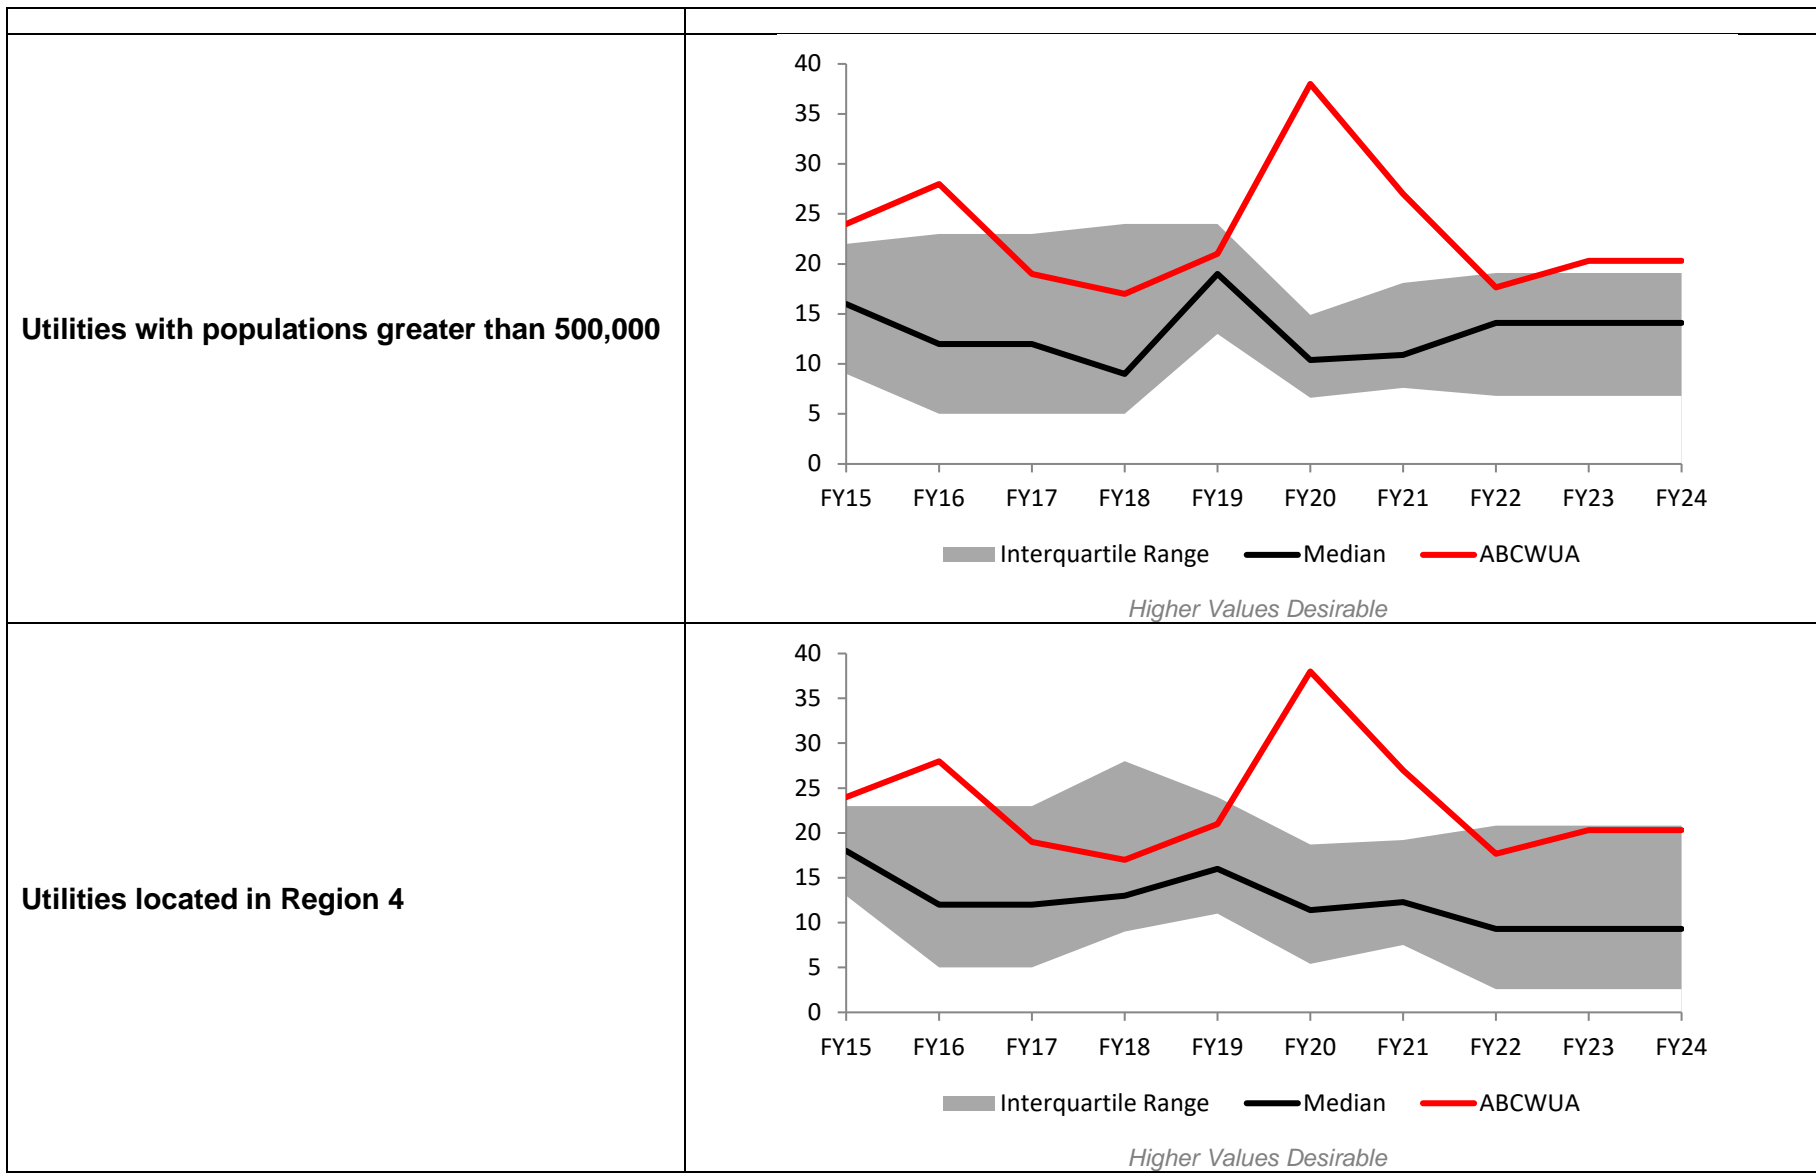 Utilities with populations greater than 500,000
40
35
30
25
20
15
10
5
0
FY15 FY16 FY17 FY18 FY19 FY20 FY21 FY22 FY23 FY24
Interquartile Range Median ABCWUA
Higher Values Desirable
Utilities located in Region 4
40
35
30
25
20
15
10
5
0
FY15 FY16 FY17 FY18 FY19 FY20 FY21 FY22 FY23 FY24
Interquartile Range Median ABCWUA
Higher Values Desirable